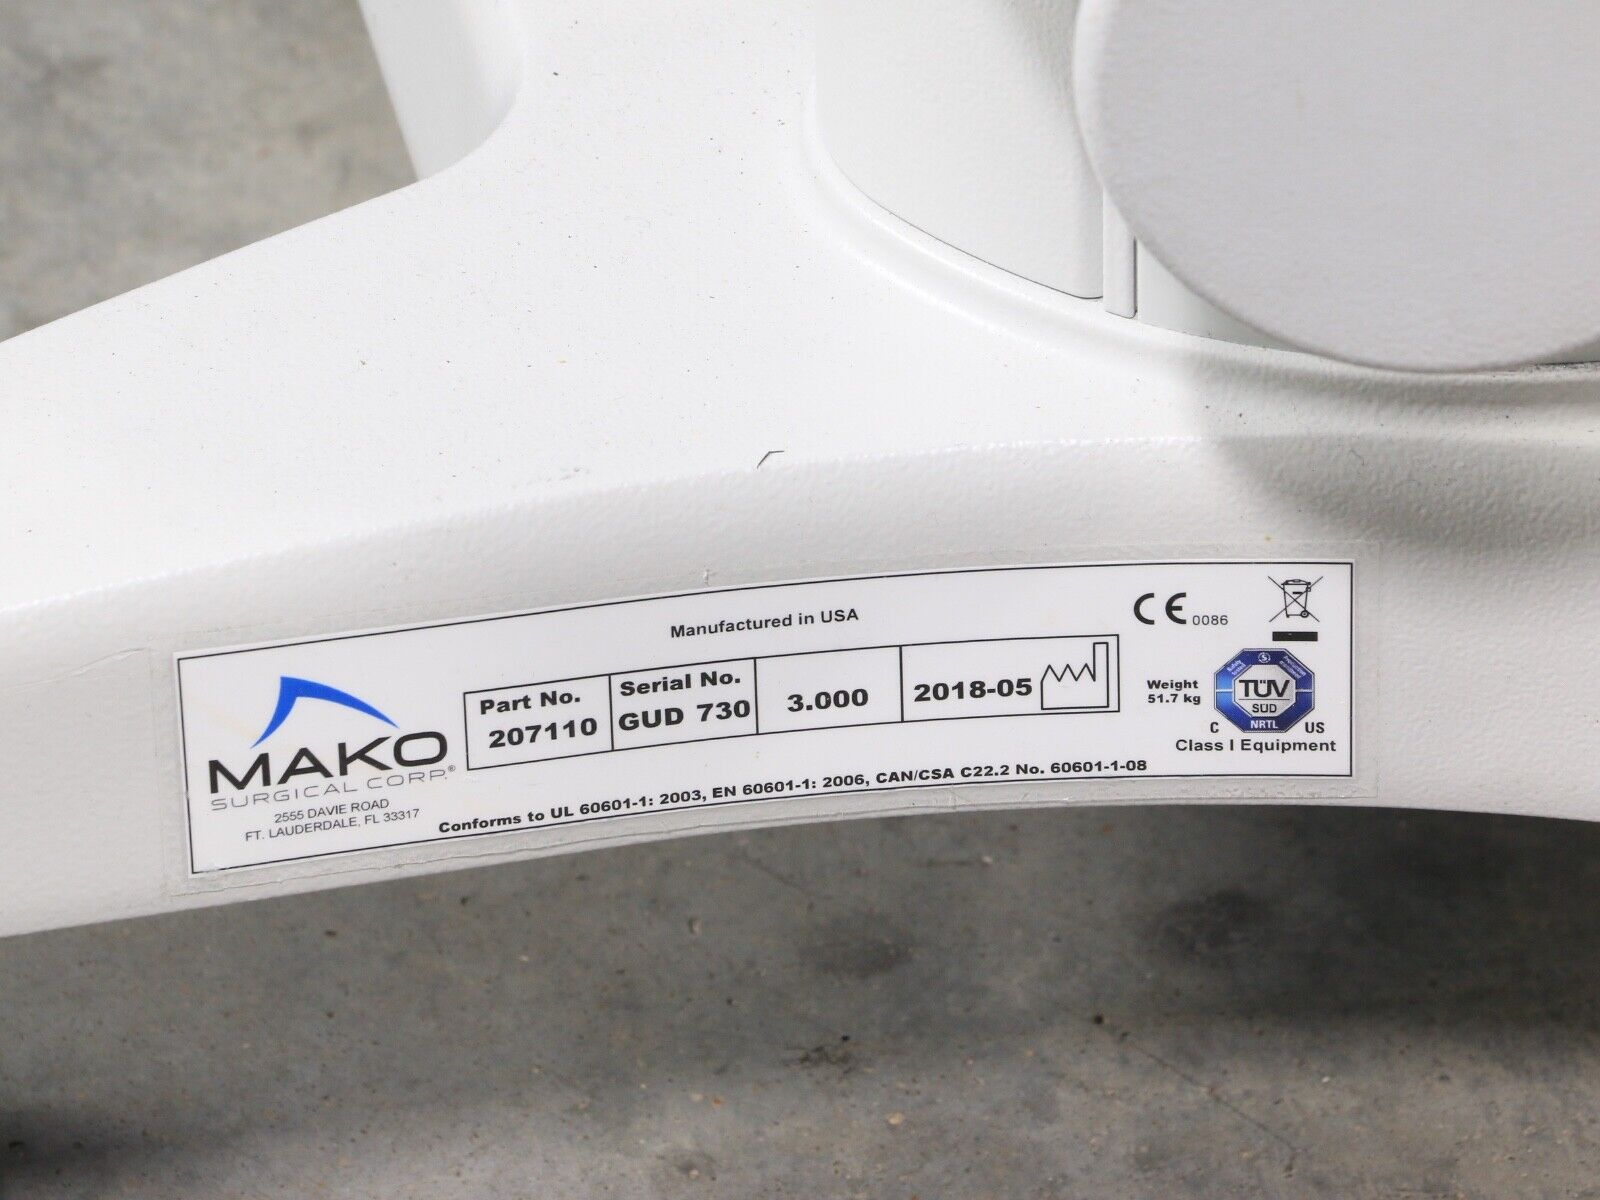 Manufactured in USA
CE 0086
MAKO
SURGICAL CORP.®
2555 DAVIE ROAD
FT. LAUDERDALE, FL 33317
Part No.
207110
Serial No.
GUD 730
3.000
2018-05
Weight
51.7 kg
TÜV
SÜD
NRTL
C US
Class I Equipment
Conforms to UL 60601-1: 2003, EN 60601-1: 2006, CAN/CSA C22.2 No. 60601-1-08